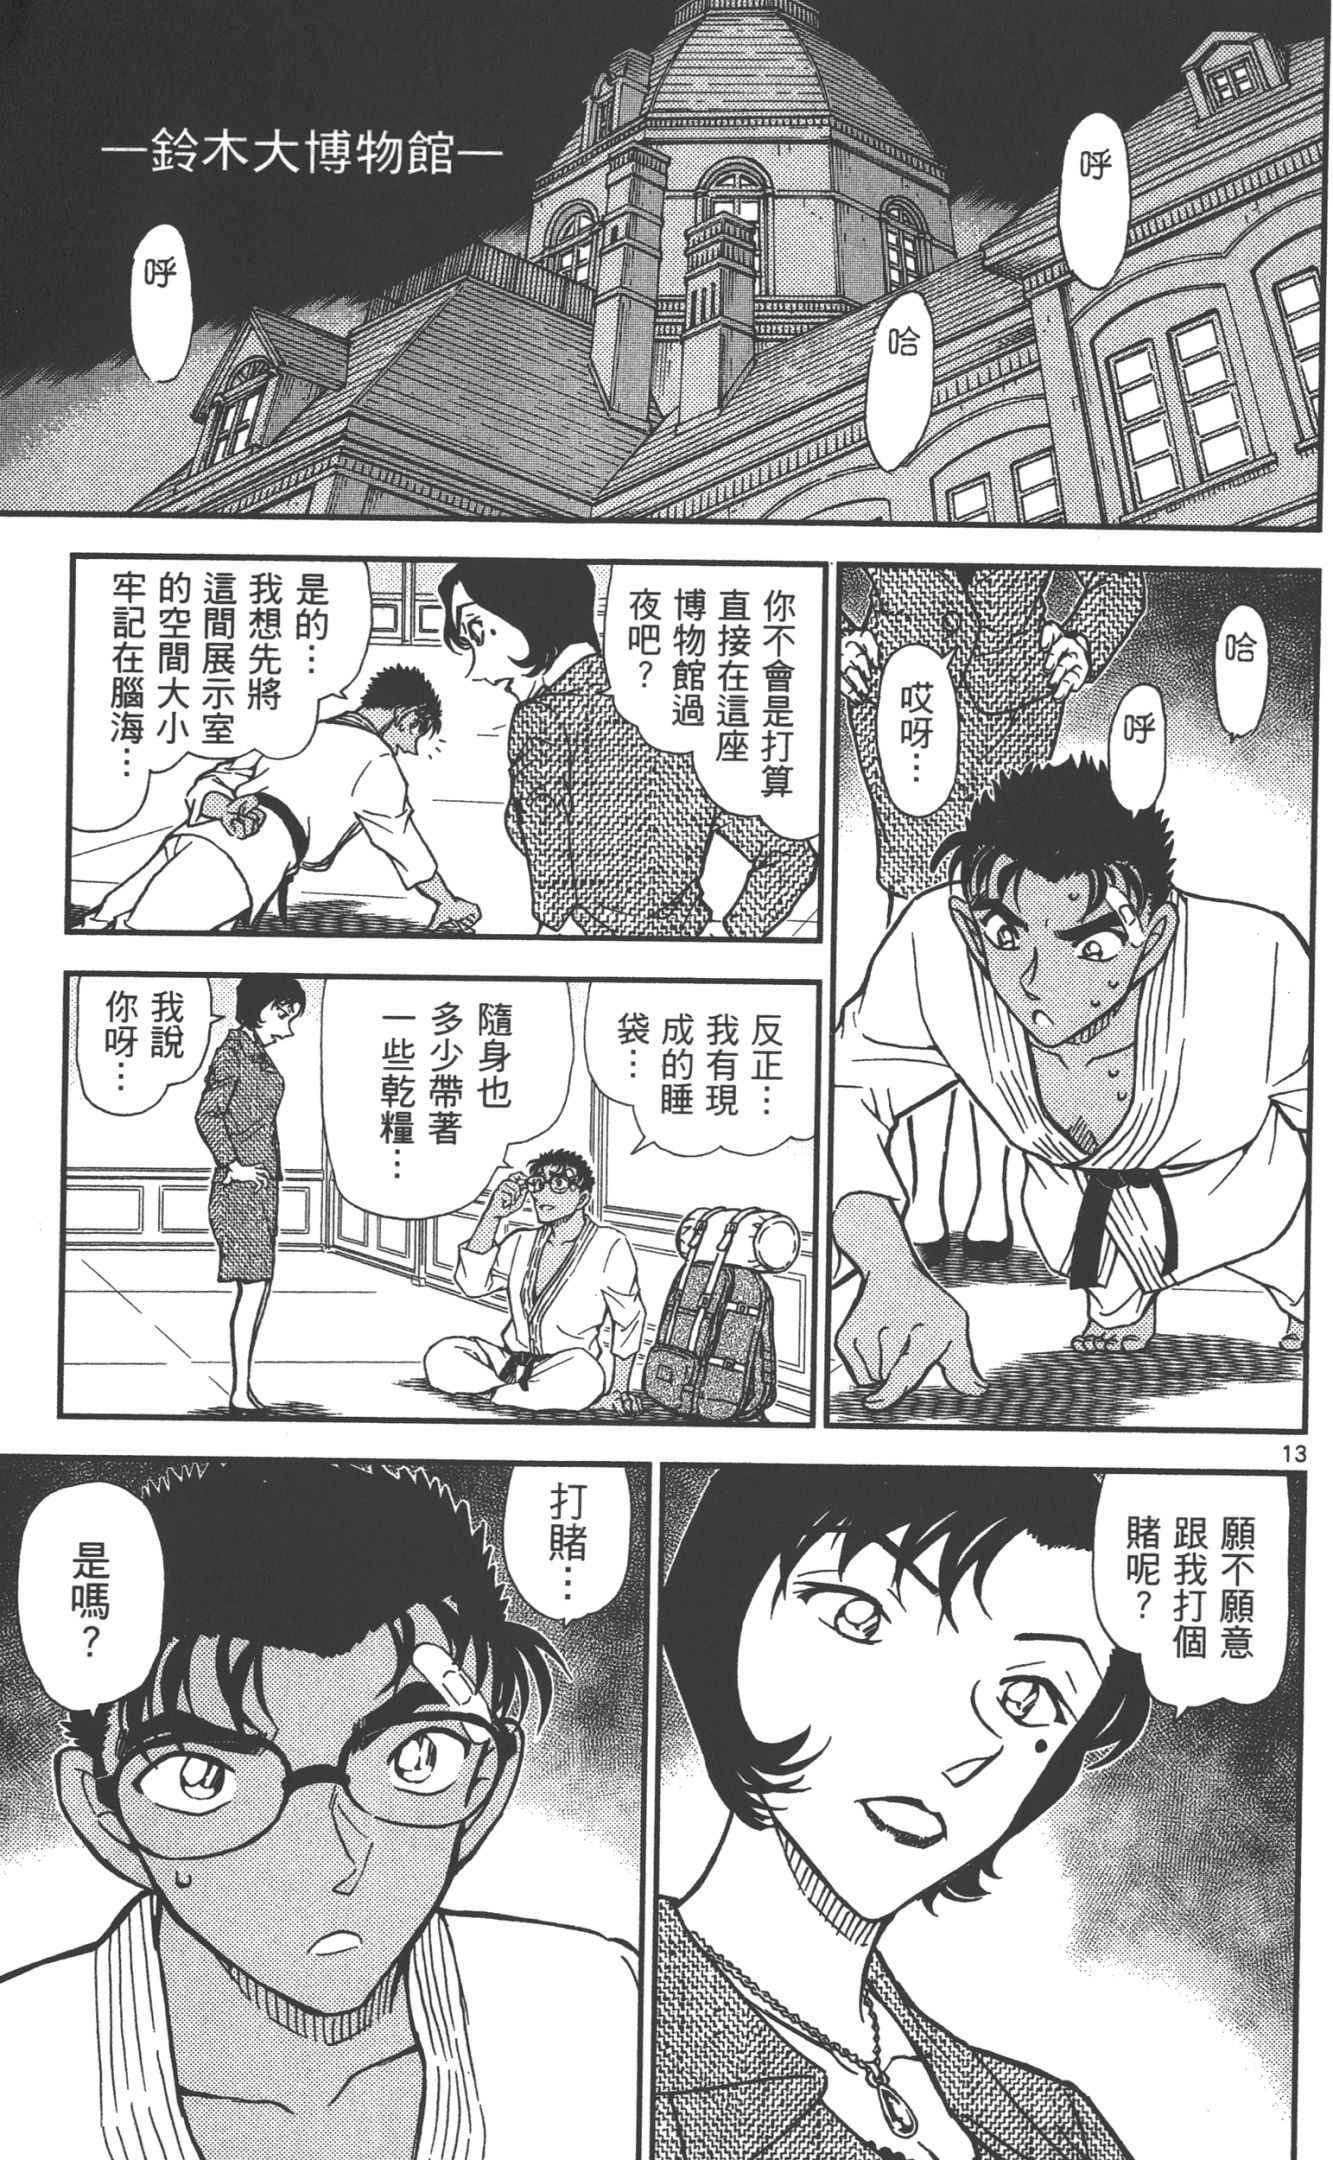 —鈴木大博物館—
呼
哈
呼
哈
呼
哎呀…
你不會是打算
直接在這座
博物館過
夜吧？
是的…
我想先將
這間展示室
的空間大小
牢記在腦海…
反正…
我有現
成的睡
袋…
隨身也
多少帶著
一些乾糧…
我說
你呀…
13
願不願意
跟我打個
賭呢？
打賭…
是嗎？